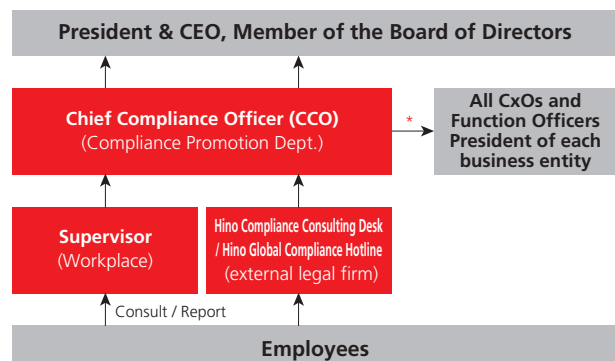 President & CEO, Member of the Board of Directors
Chief Compliance Officer (CCO)
(Compliance Promotion Dept.)
*
All CxOs and
Function Officers
President of each
business entity
Supervisor
(Workplace)
Hino Compliance Consulting Desk
/ Hino Global Compliance Hotline
(external legal firm)
Consult / Report
Employees